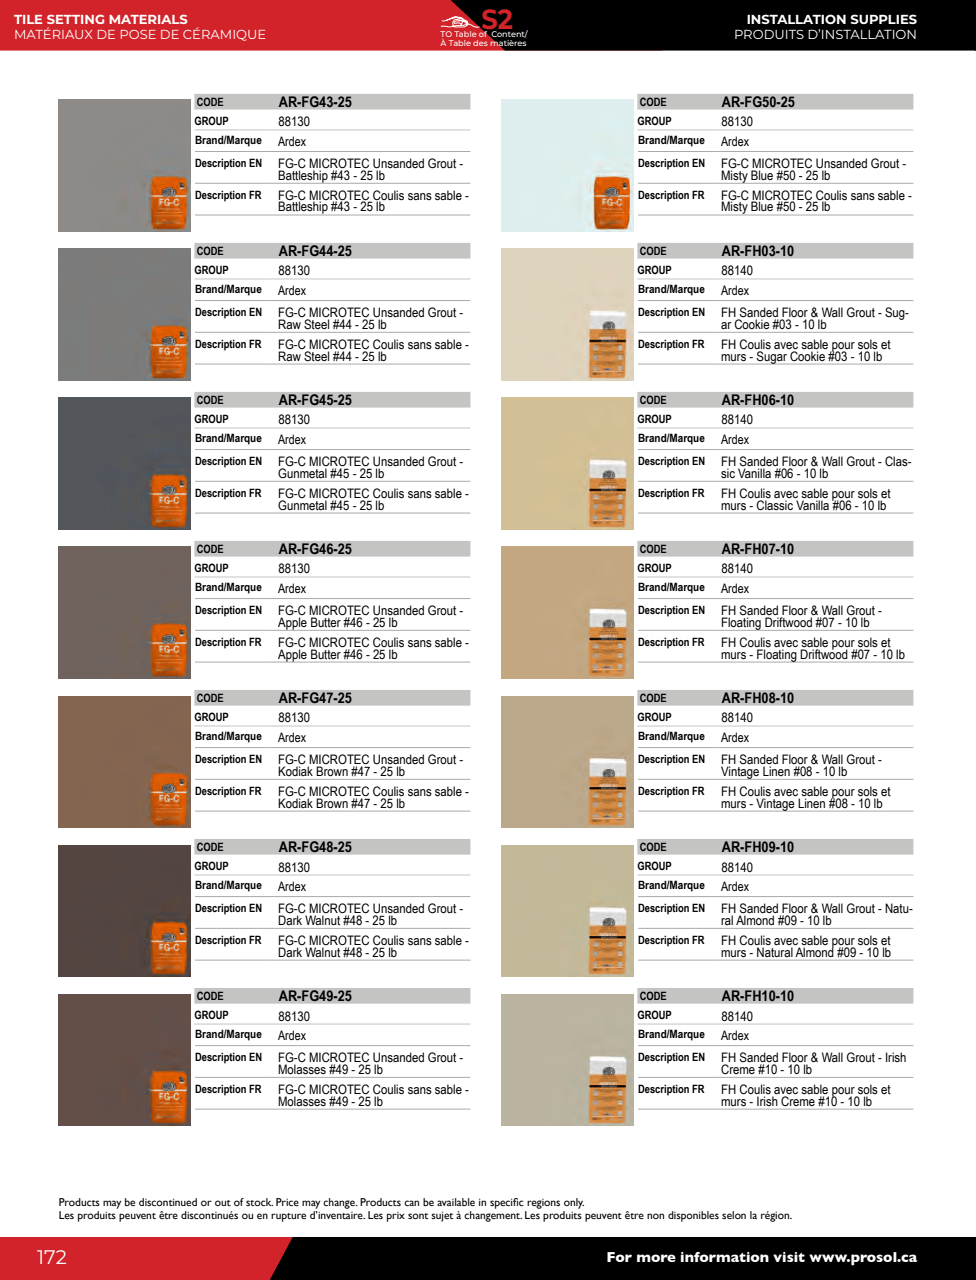 TILE SETTING MATERIALS
MATÉRIAUX DE POSE DE CÉRAMIQUE
S2
TO Table of Content/
À Table des matières
INSTALLATION SUPPLIES
PRODUITS D'INSTALLATION
CODE AR-FG43-25
GROUP 88130
Brand/Marque Ardex
Description EN FG-C MICROTEC Unsanded Grout -
Battleship #43 - 25 lb
Description FR FG-C MICROTEC Coulis sans sable -
Battleship #43 - 25 lb
FG-C
CODE AR-FG44-25
GROUP 88130
Brand/Marque Ardex
Description EN FG-C MICROTEC Unsanded Grout -
Raw Steel #44 - 25 lb
Description FR FG-C MICROTEC Coulis sans sable -
Raw Steel #44 - 25 lb
FG-C
CODE AR-FG45-25
GROUP 88130
Brand/Marque Ardex
Description EN FG-C MICROTEC Unsanded Grout -
Gunmetal #45 - 25 lb
Description FR FG-C MICROTEC Coulis sans sable -
Gunmetal #45 - 25 lb
FG-C
CODE AR-FG46-25
GROUP 88130
Brand/Marque Ardex
Description EN FG-C MICROTEC Unsanded Grout -
Apple Butter #46 - 25 lb
Description FR FG-C MICROTEC Coulis sans sable -
Apple Butter #46 - 25 lb
FG-C
CODE AR-FG47-25
GROUP 88130
Brand/Marque Ardex
Description EN FG-C MICROTEC Unsanded Grout -
Kodiak Brown #47 - 25 lb
Description FR FG-C MICROTEC Coulis sans sable -
Kodiak Brown #47 - 25 lb
FG-C
CODE AR-FG48-25
GROUP 88130
Brand/Marque Ardex
Description EN FG-C MICROTEC Unsanded Grout -
Dark Walnut #48 - 25 lb
Description FR FG-C MICROTEC Coulis sans sable -
Dark Walnut #48 - 25 lb
FG-C
CODE AR-FG49-25
GROUP 88130
Brand/Marque Ardex
Description EN FG-C MICROTEC Unsanded Grout -
Molasses #49 - 25 lb
Description FR FG-C MICROTEC Coulis sans sable -
Molasses #49 - 25 lb
FG-C
CODE AR-FG50-25
GROUP 88130
Brand/Marque Ardex
Description EN FG-C MICROTEC Unsanded Grout -
Misty Blue #50 - 25 lb
Description FR FG-C MICROTEC Coulis sans sable -
Misty Blue #50 - 25 lb
FG-C
CODE AR-FH03-10
GROUP 88140
Brand/Marque Ardex
Description EN FH Sanded Floor & Wall Grout - Sug-
ar Cookie #03 - 10 lb
Description FR FH Coulis avec sable pour sols et
murs - Sugar Cookie #03 - 10 lb
CODE AR-FH06-10
GROUP 88140
Brand/Marque Ardex
Description EN FH Sanded Floor & Wall Grout - Clas-
sic Vanilla #06 - 10 lb
Description FR FH Coulis avec sable pour sols et
murs - Classic Vanilla #06 - 10 lb
CODE AR-FH07-10
GROUP 88140
Brand/Marque Ardex
Description EN FH Sanded Floor & Wall Grout -
Floating Driftwood #07 - 10 lb
Description FR FH Coulis avec sable pour sols et
murs - Floating Driftwood #07 - 10 lb
CODE AR-FH08-10
GROUP 88140
Brand/Marque Ardex
Description EN FH Sanded Floor & Wall Grout -
Vintage Linen #08 - 10 lb
Description FR FH Coulis avec sable pour sols et
murs - Vintage Linen #08 - 10 lb
CODE AR-FH09-10
GROUP 88140
Brand/Marque Ardex
Description EN FH Sanded Floor & Wall Grout - Natu-
ral Almond #09 - 10 lb
Description FR FH Coulis avec sable pour sols et
murs - Natural Almond #09 - 10 lb
CODE AR-FH10-10
GROUP 88140
Brand/Marque Ardex
Description EN FH Sanded Floor & Wall Grout - Irish
Creme #10 - 10 lb
Description FR FH Coulis avec sable pour sols et
murs - Irish Creme #10 - 10 lb
Products may be discontinued or out of stock. Price may change. Products can be available in specific regions only.
Les produits peuvent être discontinués ou en rupture d'inventaire. Les prix sont sujet à changement. Les produits peuvent être non disponibles selon la région.
172
For more information visit www.prosol.ca